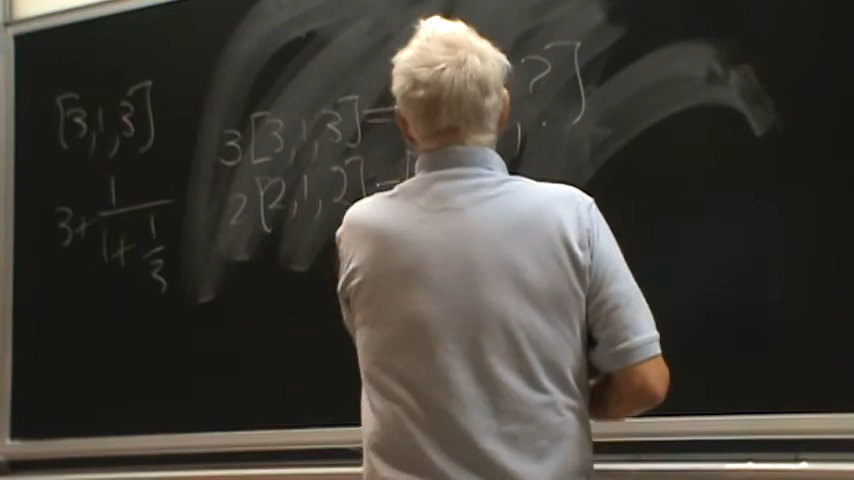 [3,1,3]
3+1/(1+1/3)
3[3,1,3]= ?]
2[2,1,2]=